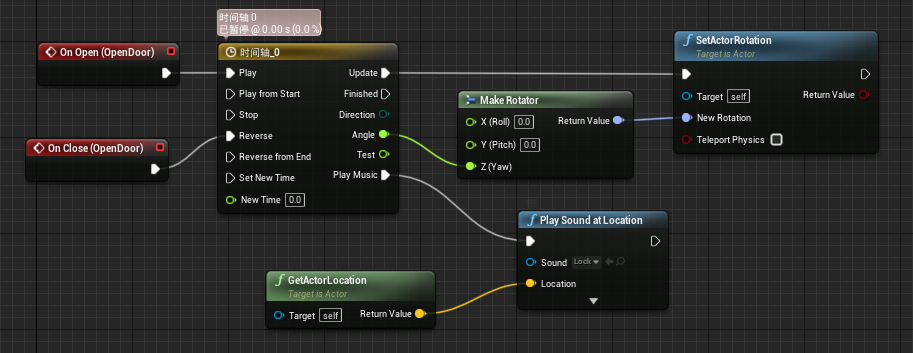 时间轴 0
已暂停 @ 0.00 s (0.0 %
On Open (OpenDoor)
时间轴_0
Play
Update
Play from Start
Finished
Stop
Direction
Reverse
Angle
Reverse from End
Test
Set New Time
Play Music
New Time
0.0
On Close (OpenDoor)
Make Rotator
X (Roll)
0.0
Return Value
Y (Pitch)
0.0
Z (Yaw)
SetActorRotation
Target is Actor
Target
self
Return Value
New Rotation
Teleport Physics
Play Sound at Location
Sound
Lock
Location
GetActorLocation
Target is Actor
Target
self
Return Value